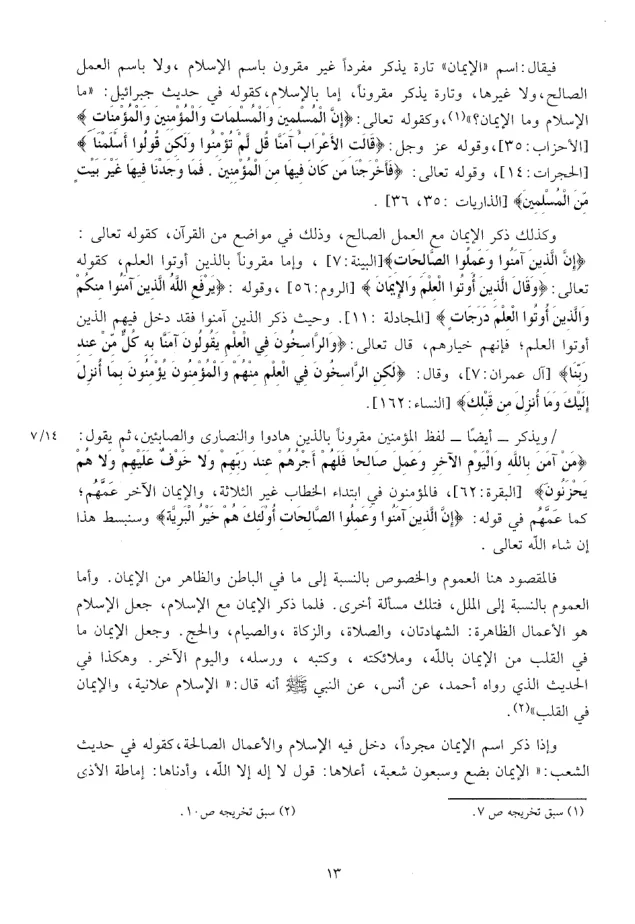 فيقال: اسم «الإيمان» تارة يذكر مفرداً غير مقرون باسم الإسلام ،ولا باسم العمل
الصالح،ولا غيرها، وتارة يذكر مقروناً، إما بالإسلام،كقوله في حديث جبرائيل: «ما
الإسلام وما الإيمان؟»(١)،وكقوله تعالى: ﴿إِنَّ الْمُسْلِمِينَ وَالْمُسْلِمَاتِ وَالْمُؤْمِنِينَ وَالْمُؤْمِنَاتِ ﴾
[الأحزاب:٣٥]،وقوله عز وجل: ﴿قَالَتِ الأَعْرَابُ آمَنَّا قُل لَّمْ تُؤْمِنُوا وَلَكِن قُولُوا أَسْلَمْنَا ﴾
[الحجرات:١٤]، وقوله تعالى: ﴿فَأَخْرَجْنَا مَن كَانَ فِيهَا مِنَ الْمُؤْمِنِينَ . فَمَا وَجَدْنَا فِيهَا غَيْرَ بَيْتٍ
مِّنَ الْمُسْلِمِينَ﴾ [الذاريات :٣٥، ٣٦] .
وكذلك ذكر الإيمان مع العمل الصالح، وذلك في مواضع من القرآن، كقوله تعالى :
﴿إِنَّ الَّذِينَ آمَنُوا وَعَمِلُوا الصَّالِحَاتِ﴾[البينة:٧] ، وإما مقروناً بالذين أوتوا العلم، كقوله
تعالى:﴿وَقَالَ الَّذِينَ أُوتُوا الْعِلْمَ وَالإِيمَانَ ﴾ [الروم:٥٦] ،وقوله :﴿يَرْفَعِ اللَّهُ الَّذِينَ آمَنُوا مِنكُمْ
وَالَّذِينَ أُوتُوا الْعِلْمَ دَرَجَاتٍ ﴾ [المجادلة :١١]. وحيث ذكر الذين آمنوا فقد دخل فيهم الذين
أوتوا العلم؛ فإنهم خيارهم، قال تعالى:﴿وَالرَّاسِخُونَ فِي الْعِلْمِ يَقُولُونَ آمَنَّا بِهِ كُلٌّ مِّنْ عِندِ
رَبِّنَا﴾ [آل عمران:٧]، وقال: ﴿لَكِنِ الرَّاسِخُونَ فِي الْعِلْمِ مِنْهُمْ وَالْمُؤْمِنُونَ يُؤْمِنُونَ بِمَا أُنزِلَ
إِلَيْكَ وَمَا أُنزِلَ مِن قَبْلِكَ﴾ [النساء:١٦٢].
/ ويذكر ــ أيضًا ــ لفظ المؤمنين مقروناً بالذين هادوا والنصارى والصابئين،ثم يقول: ٧/١٤
﴿مَنْ آمَنَ بِاللَّهِ وَالْيَوْمِ الآخِرِ وَعَمِلَ صَالِحًا فَلَهُمْ أَجْرُهُمْ عِندَ رَبِّهِمْ وَلا خَوْفٌ عَلَيْهِمْ وَلا هُمْ
يَحْزَنُونَ﴾ [البقرة:٦٢]، فالمؤمنون في ابتداء الخطاب غير الثلاثة، والإيمان الآخر عَمَّهُم؛
كما عَمَّهُم في قوله: ﴿إِنَّ الَّذِينَ آمَنُوا وَعَمِلُوا الصَّالِحَاتِ أُولَئِكَ هُمْ خَيْرُ الْبَرِيَّةِ﴾ وسنبسط هذا
إن شاء الله تعالى .
فالمقصود هنا العموم والخصوص بالنسبة إلى ما في الباطن والظاهر من الإيمان. وأما
العموم بالنسبة إلى الملل، فتلك مسألة أخرى. فلما ذكر الإيمان مع الإسلام، جعل الإسلام
هو الأعمال الظاهرة: الشهادتان، والصلاة، والزكاة ،والصيام، والحج. وجعل الإيمان ما
في القلب من الإيمان بالله، وملائكته ، وكتبه ، ورسله، واليوم الآخر. وهكذا في
الحديث الذي رواه أحمد، عن أنس، عن النبي ﷺ أنه قال:« الإسلام علانية، والإيمان
في القلب»(٢).
وإذا ذكر اسم الإيمان مجرداً، دخل فيه الإسلام والأعمال الصالحة،كقوله في حديث
الشعب:« الإيمان بضع وسبعون شعبة، أعلاها: قول لا إله إلا الله، وأدناها: إماطة الأذى
(١) سبق تخريجه ص ٧. (٢) سبق تخريجه ص١٠.
١٣